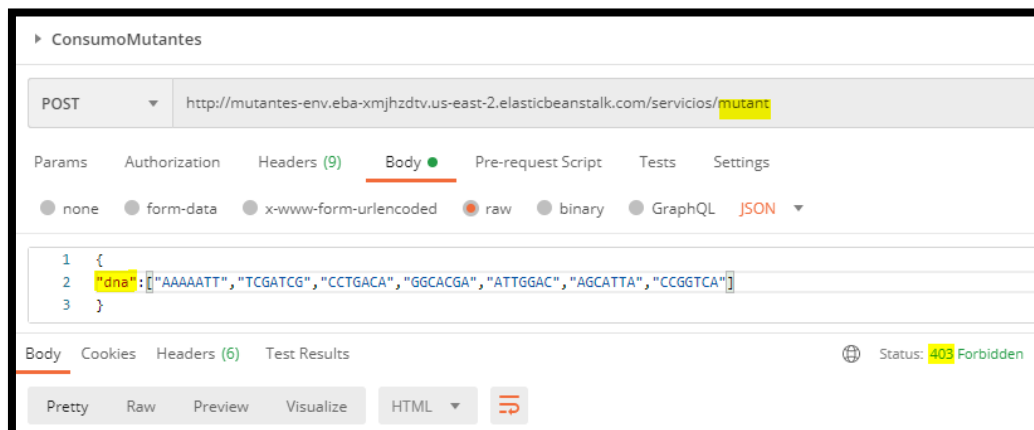 ConsumoMutantes
POST http://mutantes-env.eba-xmjhzdtv.us-east-2.elasticbeanstalk.com/servicios/mutant
Params Authorization Headers (9) Body Pre-request Script Tests Settings
none form-data x-www-form-urlencoded raw binary GraphQL JSON
1 {
2 "dna":["AAAAATT","TCGATCG","CCTGACA","GGCACGA","ATTGGAC","AGCATTA","CCGGTCA"]
3 }
Body Cookies Headers (6) Test Results Status: 403 Forbidden
Pretty Raw Preview Visualize HTML